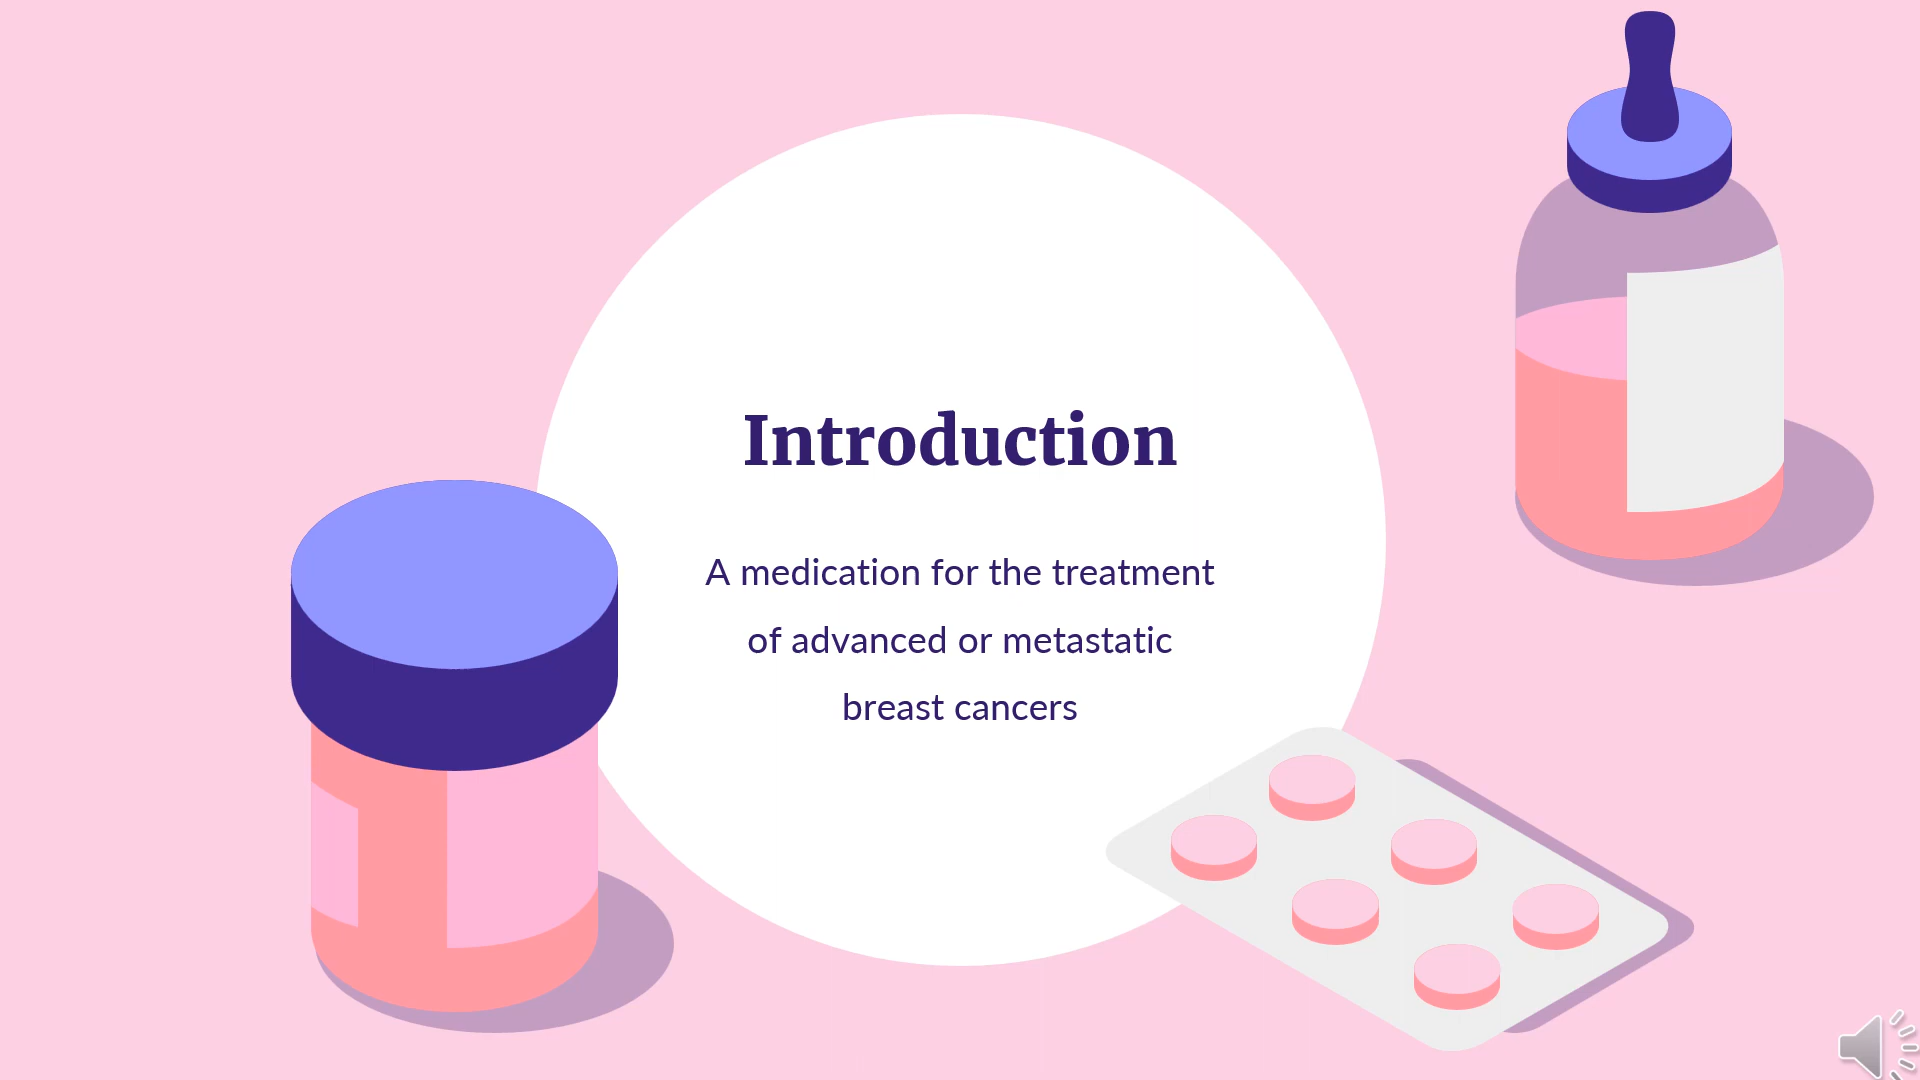 Introduction
A medication for the treatment
of advanced or metastatic
breast cancers